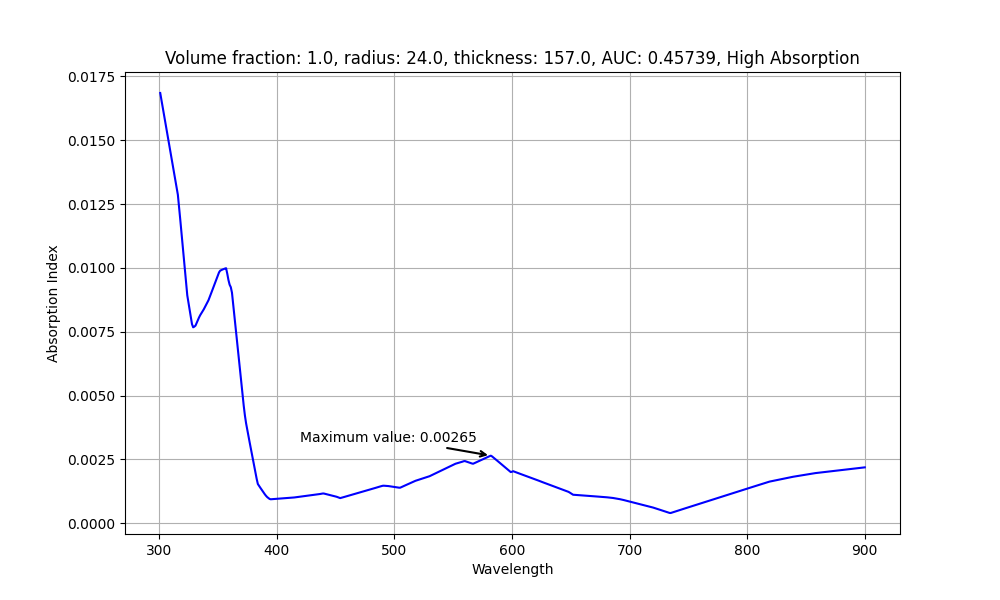 Volume fraction: 1.0, radius: 24.0, thickness: 157.0, AUC: 0.45739, High Absorption
0.0175
0.0150
0.0125
0.0100
0.0075
0.0050
0.0025
0.0000
Absorption Index
Maximum value: 0.00265
300 400 500 600 700 800 900
Wavelength